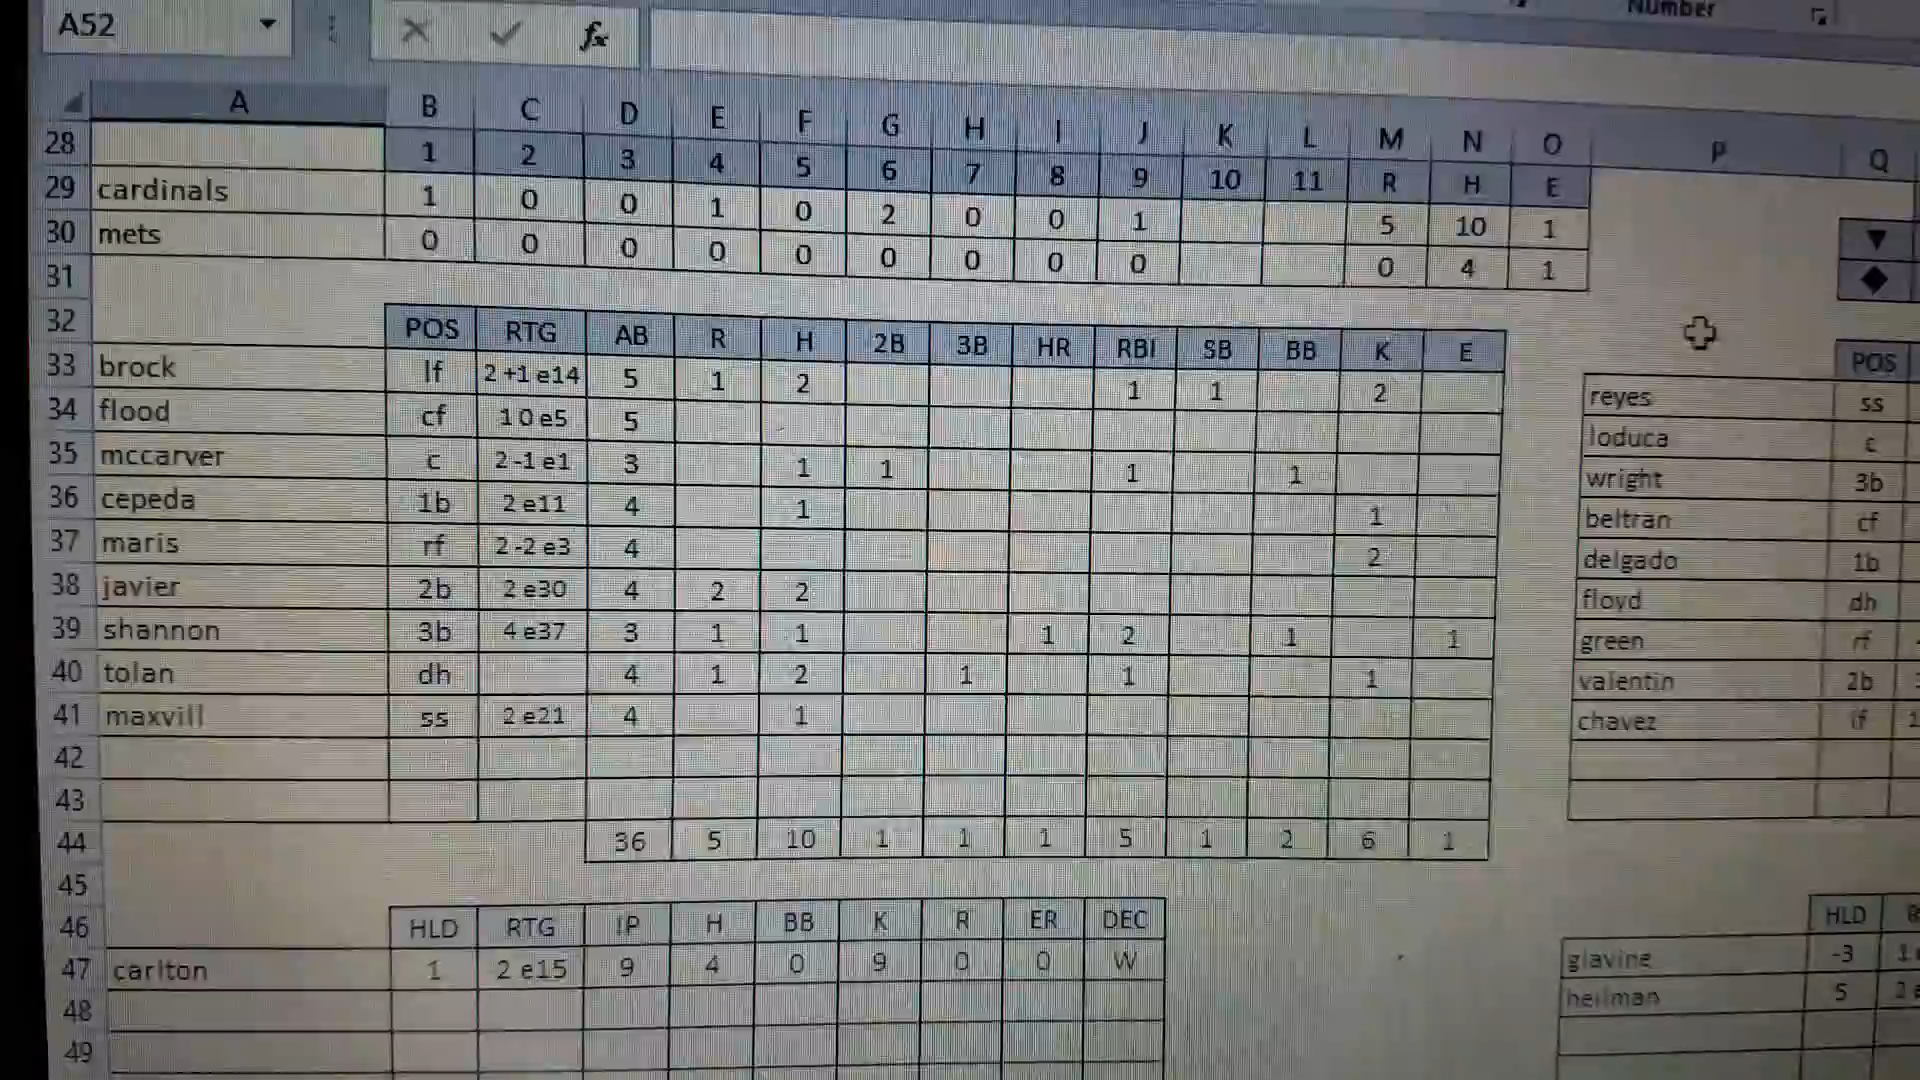 Number
A52 fx
A B C D E F G H I J K L M N O P Q
28 1 2 3 4 5 6 7 8 9 10 11 R H E
29 cardinals 1 0 0 1 0 2 0 0 1 5 10 1
30 mets 0 0 0 0 0 0 0 0 0 0 4 1
31
32 POS RTG AB R H 2B 3B HR RBI SB BB K E POS
33 brock lf 2 +1 e14 5 1 2 1 1 2 reyes ss
34 flood cf 1 0 e5 5 loduca c
35 mccarver c 2 -1 e1 3 1 1 1 1 wright 3b
36 cepeda 1b 2 e11 4 1 1 beltran cf
37 maris rf 2 -2 e3 4 2 delgado 1b
38 javier 2b 2 e30 4 2 2 floyd dh
39 shannon 3b 4 e37 3 1 1 1 2 1 1 green rf
40 tolan dh 4 1 2 1 1 1 valentin 2b
41 maxvill ss 2 e21 4 1 chavez lf
42
43
44 36 5 10 1 1 1 5 1 2 6 1
45
46 HLD RTG IP H BB K R ER DEC HLD
47 carlton 1 2 e15 9 4 0 9 0 0 W glavine -3
48 heilman 5
49